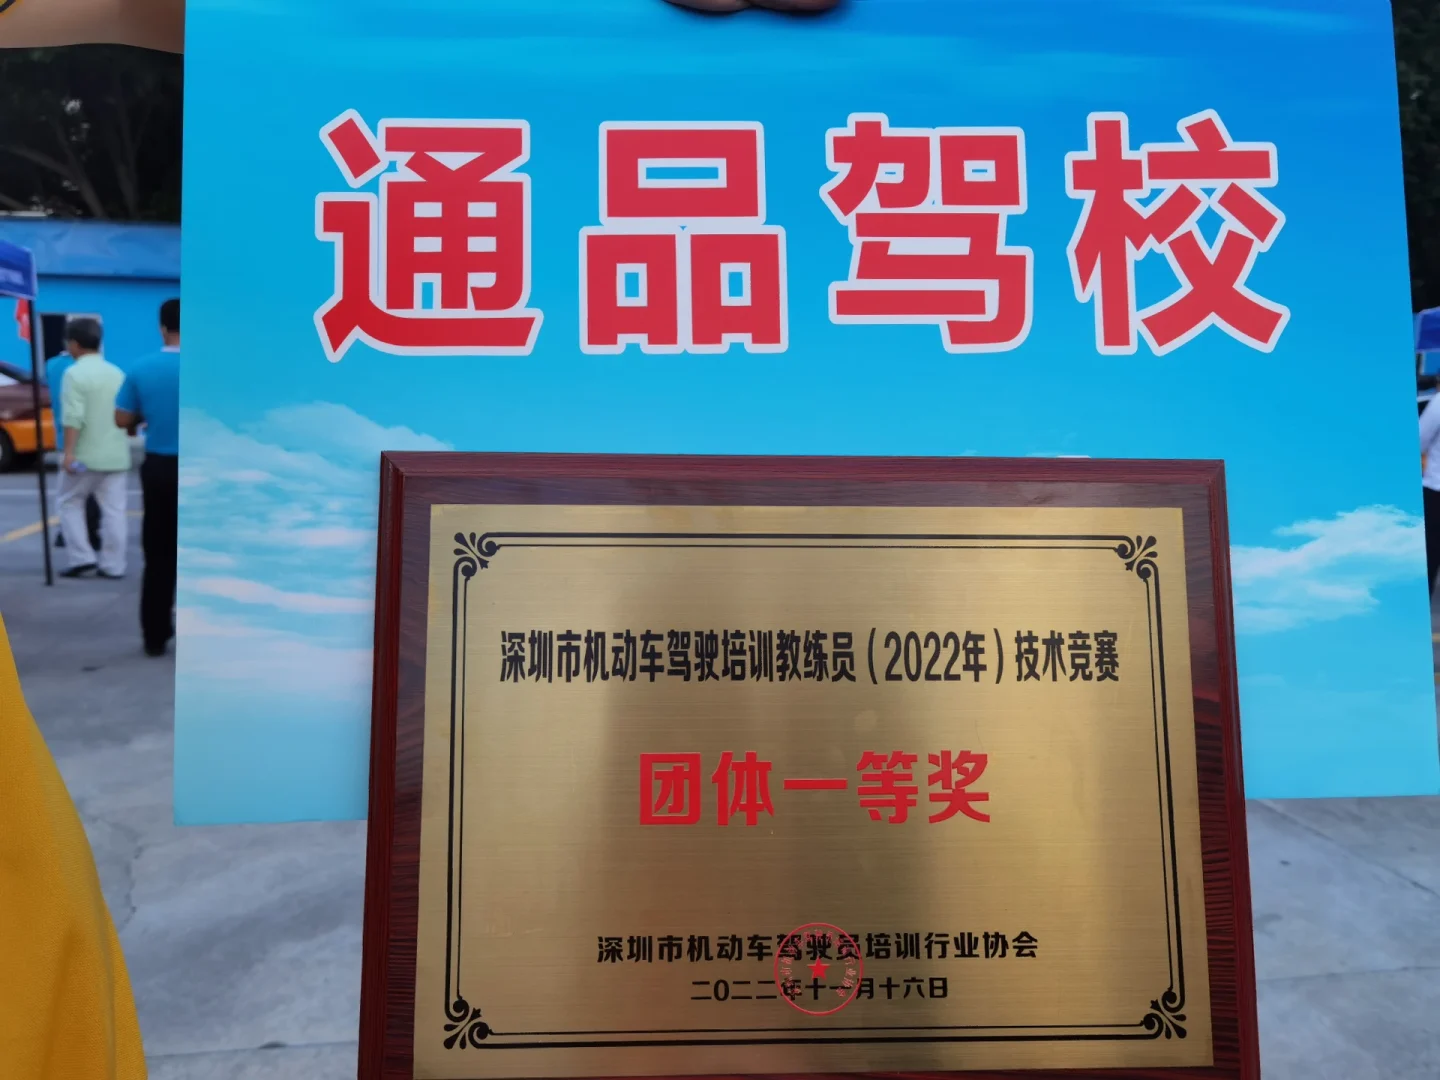 通品驾校
深圳市机动车驾驶培训教练员（2022年）技术竞赛
团体一等奖
深圳市机动车驾驶员培训行业协会
二0二二年十一月十六日